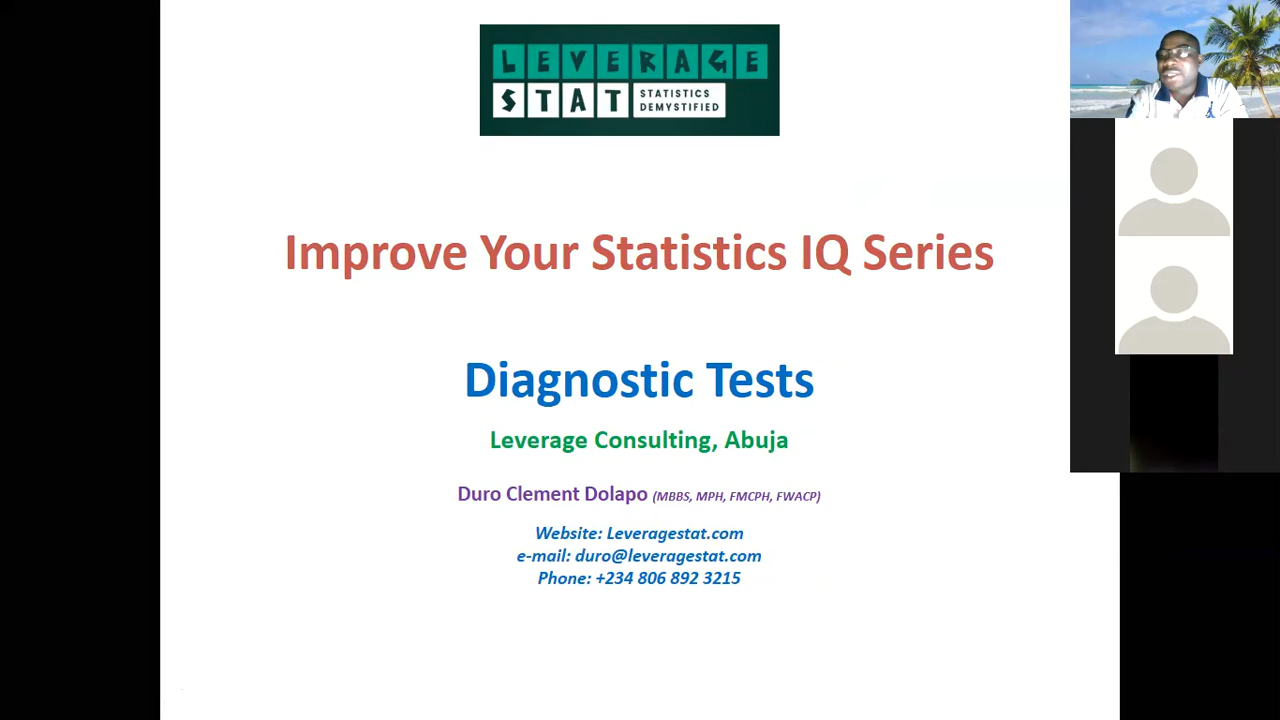 LEVERAGE
STAT STATISTICS
DEMYSTIFIED
Improve Your Statistics IQ Series
Diagnostic Tests
Leverage Consulting, Abuja
Duro Clement Dolapo (MBBS, MPH, FMCPH, FWACP)
Website: Leveragestat.com
e-mail: duro@leveragestat.com
Phone: +234 806 892 3215